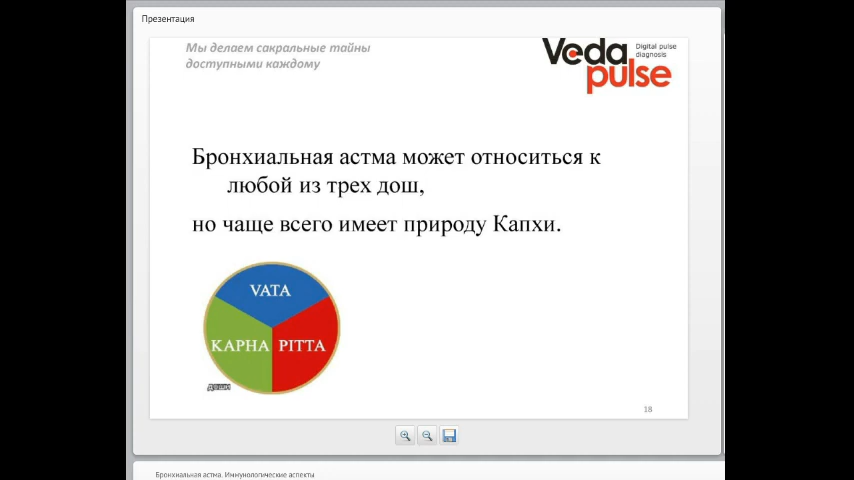 Презентация
Мы делаем сакральные тайны
доступными каждому
Veda
pulse
Digital pulse
diagnosis
Бронхиальная астма может относиться к
любой из трех дош,
но чаще всего имеет природу Капхи.
VATA
KAPHA PITTA
доши
18
Бронхиальная астма. Иммунологические аспекты